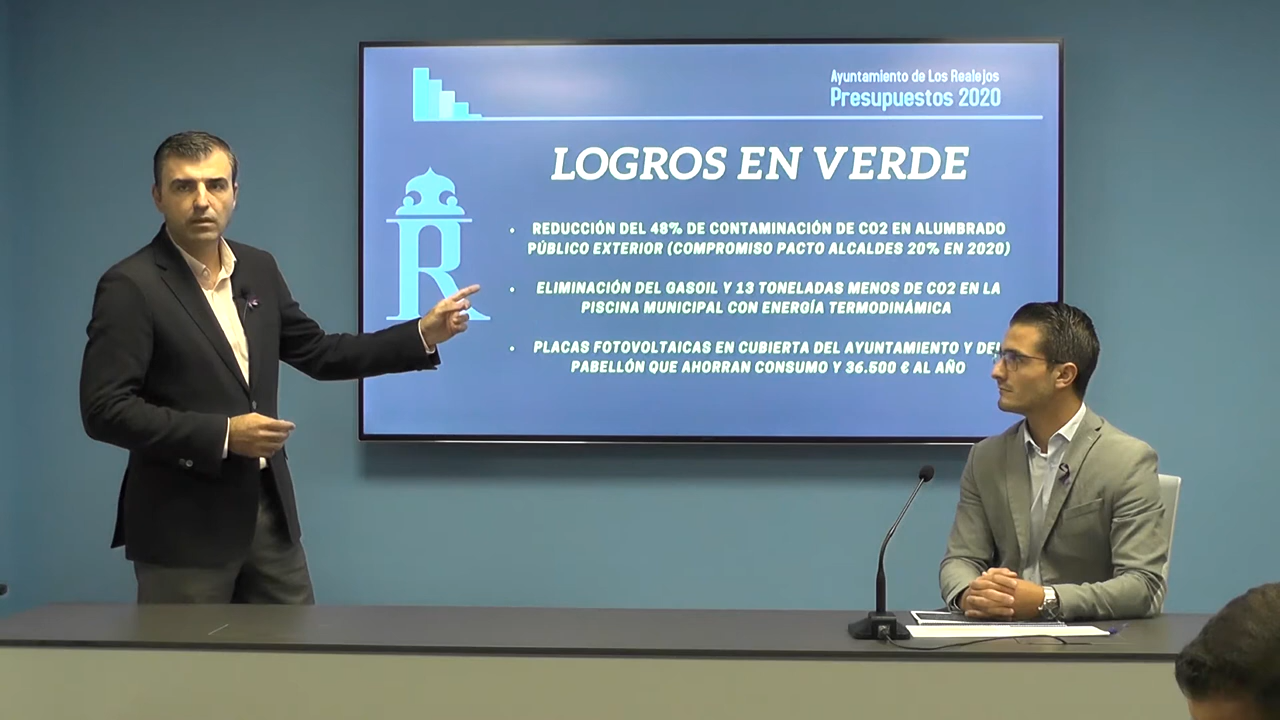 Ayuntamiento de Los Realejos
Presupuestos 2020
LOGROS EN VERDE
R
• REDUCCIÓN DEL 48% DE CONTAMINACIÓN DE CO2 EN ALUMBRADO
PÚBLICO EXTERIOR (COMPROMISO PACTO ALCALDES 20% EN 2020)
• ELIMINACIÓN DEL GASOIL Y 13 TONELADAS MENOS DE CO2 EN LA
PISCINA MUNICIPAL CON ENERGÍA TERMODINÁMICA
• PLACAS FOTOVOLTAICAS EN CUBIERTA DEL AYUNTAMIENTO Y DEL
PABELLÓN QUE AHORRAN CONSUMO Y 36.500 € AL AÑO